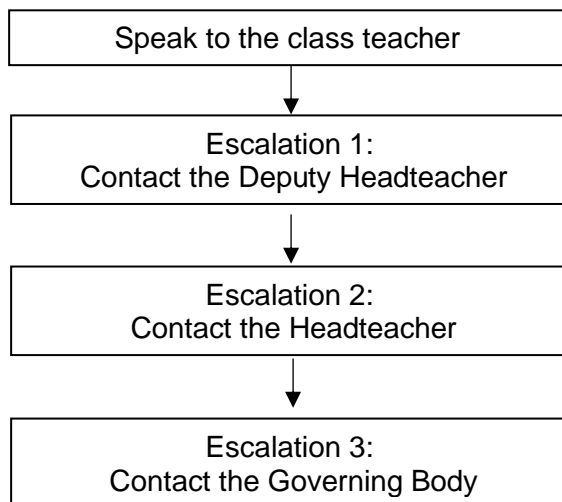 Speak to the class teacher
Escalation 1:
Contact the Deputy Headteacher
Escalation 2:
Contact the Headteacher
Escalation 3:
Contact the Governing Body